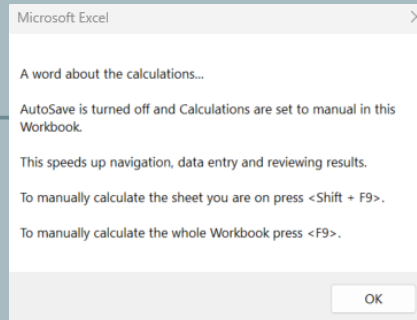 Microsoft Excel
A word about the calculations...
AutoSave is turned off and Calculations are set to manual in this
Workbook.
This speeds up navigation, data entry and reviewing results.
To manually calculate the sheet you are on press <Shift + F9>.
To manually calculate the whole Workbook press <F9>.
OK